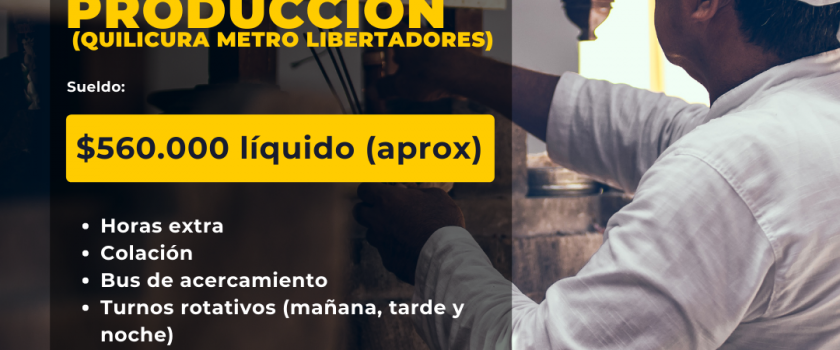 PRODUCCIÓN
(QUILICURA METRO LIBERTADORES)
Sueldo:
$560.000 líquido (aprox)
• Horas extra
• Colación
• Bus de acercamiento
• Turnos rotativos (mañana, tarde y
noche)